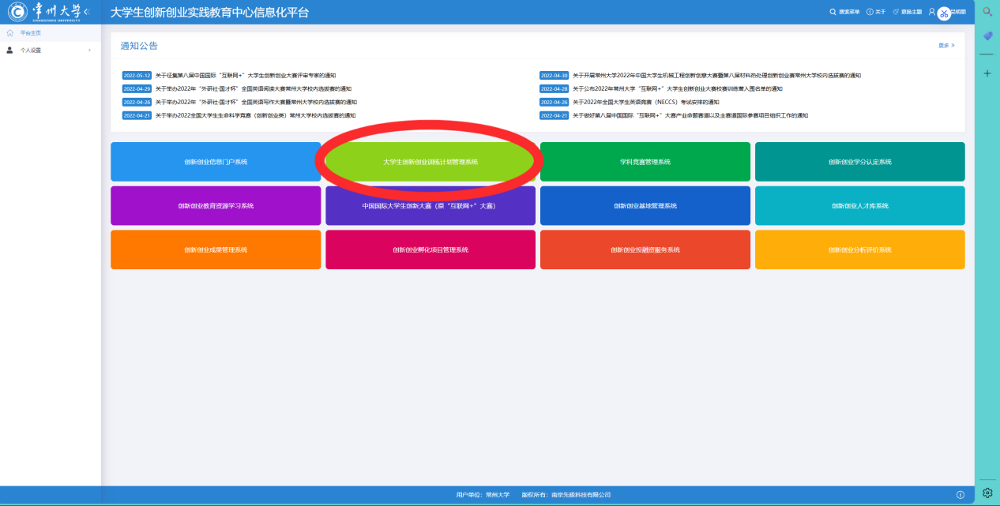 常州大学
CHANGZHOU UNIVERSITY
大学生创新创业实践教育中心信息化平台
搜索菜单 关于 更换主题
平台主页
个人设置
通知公告
更多 >
2022-05-12 关于征集第八届中国国际“互联网+”大学生创新创业大赛评审专家的通知
2022-04-30 关于开展常州大学2022年中国大学生机械工程创新创意大赛暨第八届材料热处理创新创业赛常州大学校内选拔赛的通知
2022-04-29 关于举办2022年“外研社·国才杯”全国英语阅读大赛常州大学校内选拔赛的通知
2022-04-28 关于公布2022年常州大学“互联网+”大学生创新创业大赛校赛训练营入围名单的通知
2022-04-26 关于举办2022年“外研社·国才杯”全国英语写作大赛暨常州大学校内选拔赛的通知
2022-04-26 关于2022年全国大学生英语竞赛（NECCS）考试安排的通知
2022-04-21 关于举办2022全国大学生生命科学竞赛（创新创业类）常州大学校内选拔赛的通知
2022-04-21 关于做好第八届中国国际“互联网+”大赛产业命题赛道以及主赛道国际参赛项目组织工作的通知
创新创业信息门户系统
大学生创新创业训练计划管理系统
学科竞赛管理系统
创新创业学分认定系统
创新创业教育资源学习系统
中国国际大学生创新大赛（原“互联网+”大赛）
创新创业基地管理系统
创新创业人才库系统
创新创业成果管理系统
创新创业孵化项目管理系统
创新创业投融资服务系统
创新创业分析评价系统
用户单位：常州大学 版权所有：南京先极科技有限公司